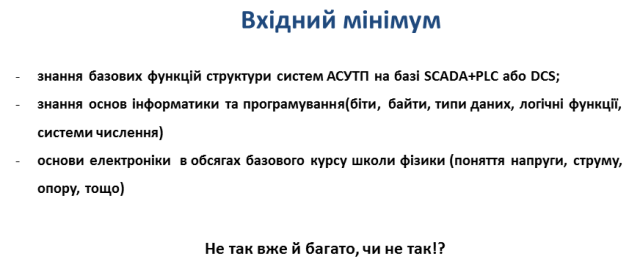 Вхідний мінімум
- знання базових функцій структури систем АСУТП на базі SCADA+PLC або DCS;
- знання основ інформатики та програмування(біти, байти, типи даних, логічні функції,
системи числення)
- основи електроніки в обсягах базового курсу школи фізики (поняття напруги, струму,
опору, тощо)
Не так вже й багато, чи не так!?